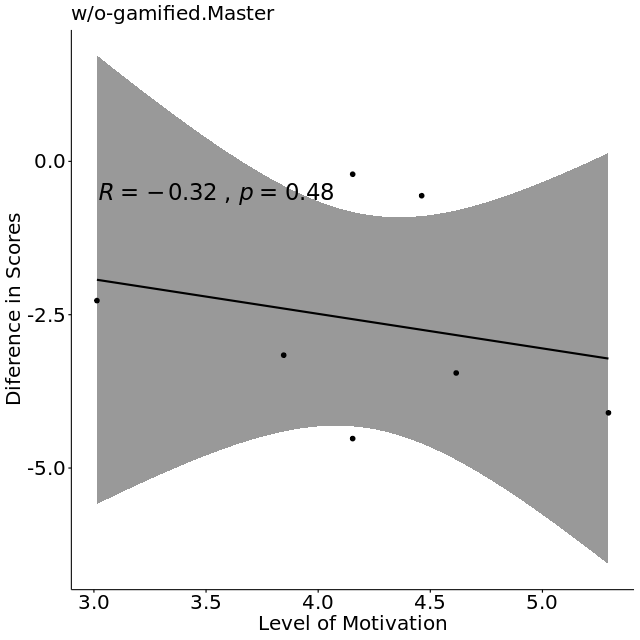 w/o-gamified.Master
0.0
R = −0.32 , p = 0.48
-2.5
-5.0
Diference in Scores
3.0 3.5 4.0 4.5 5.0
Level of Motivation